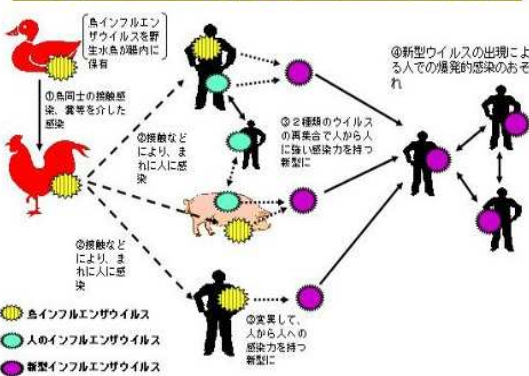 鳥インフルエン
ザウイルスを野
生水鳥が腸内に
保有
①鳥同士の接触感
染、糞等を介した
感染
②接触など
により、ま
れに人に感
染
③2種類のウイルス
の再集合で人から人
に強い感染力を持つ
新型に
④新型ウイルスの出現によ
る人での爆発的感染のおそ
れ
②接触など
により、ま
れに人に感
染
③変異して、
人から人への
感染力を持つ
新型に
鳥インフルエンザウイルス
人のインフルエンザウイルス
新型インフルエンザウイルス